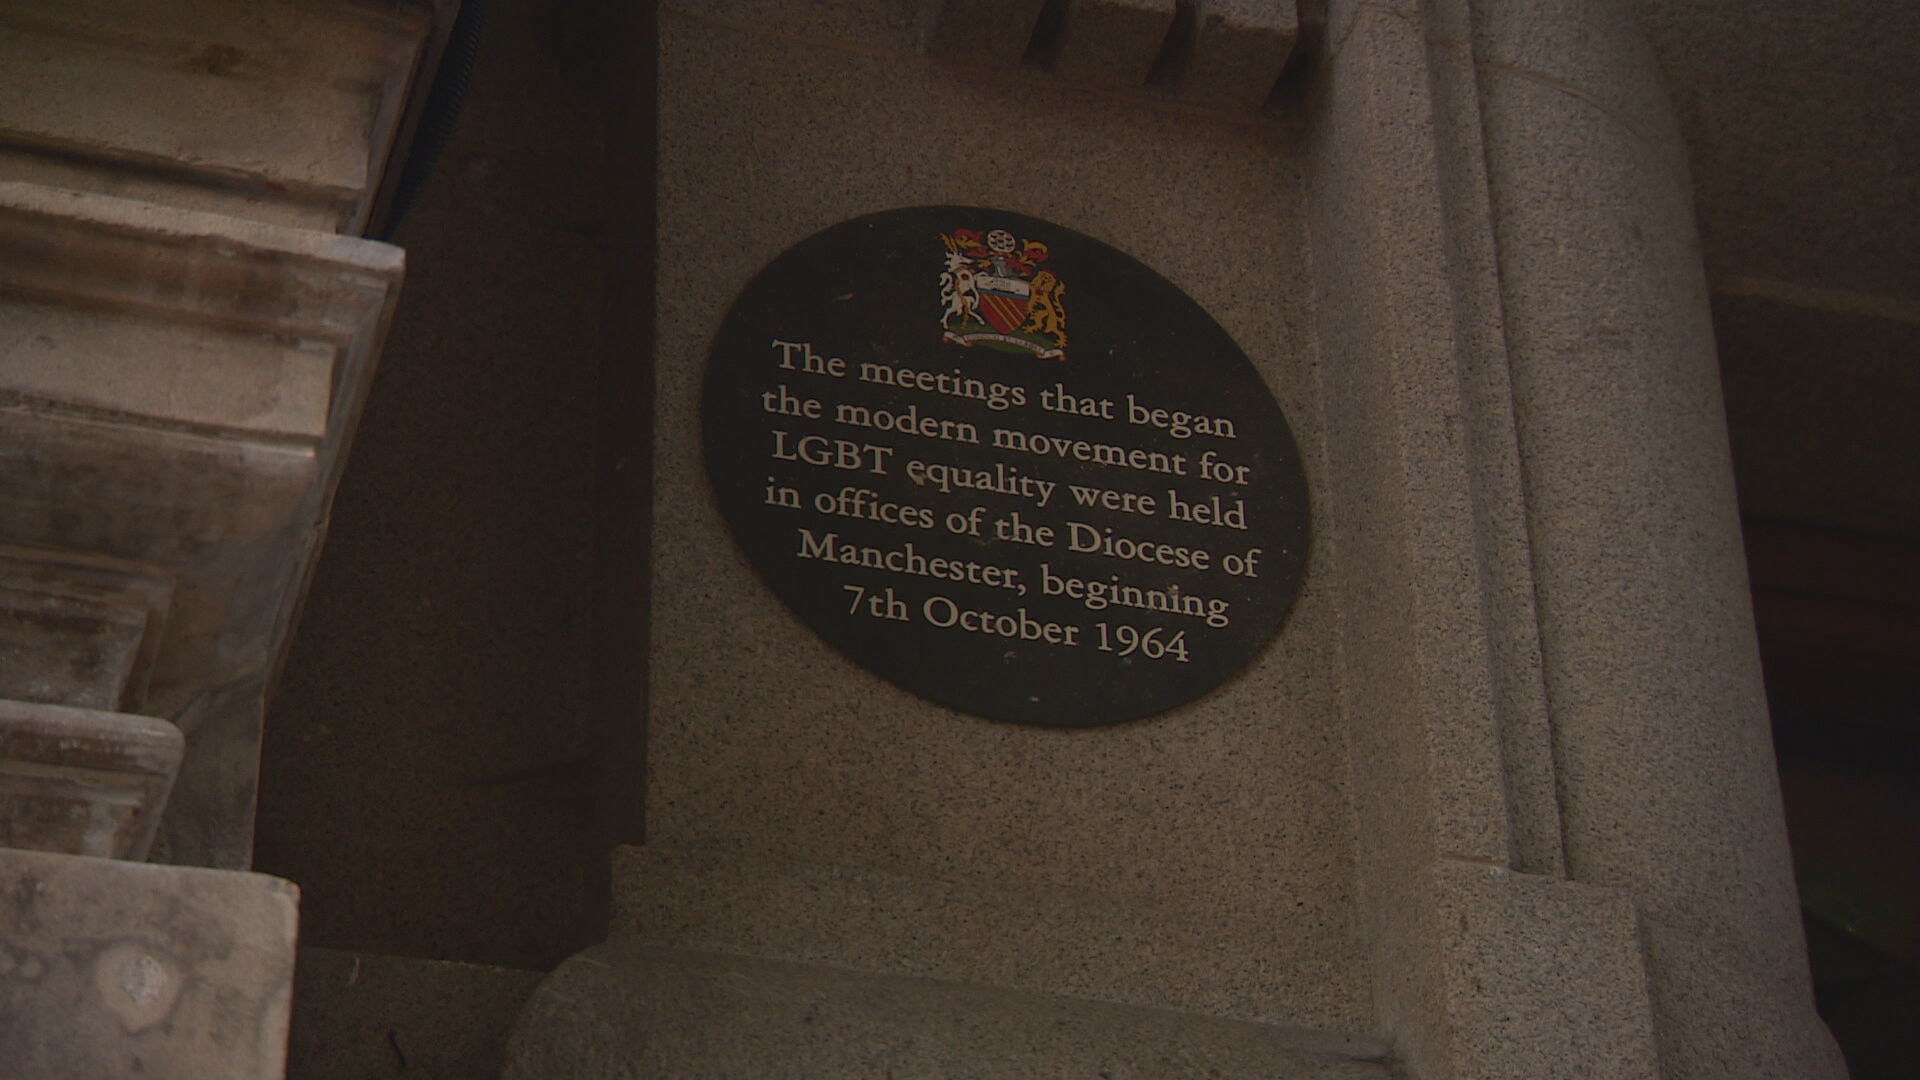 The meetings that began
the modern movement for
LGBT equality were held
in offices of the Diocese of
Manchester, beginning
7th October 1964